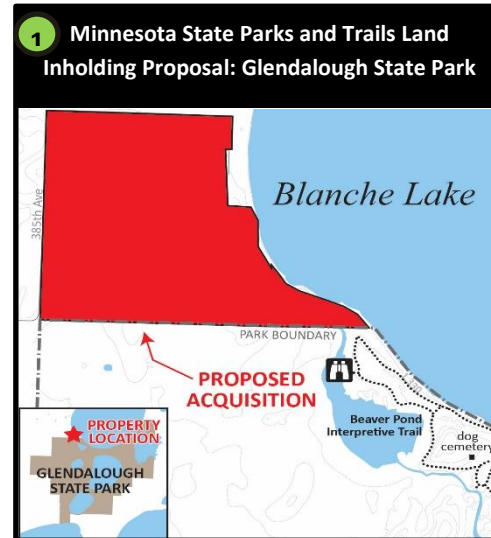 1
Minnesota State Parks and Trails Land
Inholding Proposal: Glendalough State Park
Blanche Lake
385th Ave
PARK BOUNDARY
PROPOSED
ACQUISITION
Beaver Pond
Interpretive Trail
dog
cemetery
PROPERTY
LOCATION
GLENDALOUGH
STATE PARK